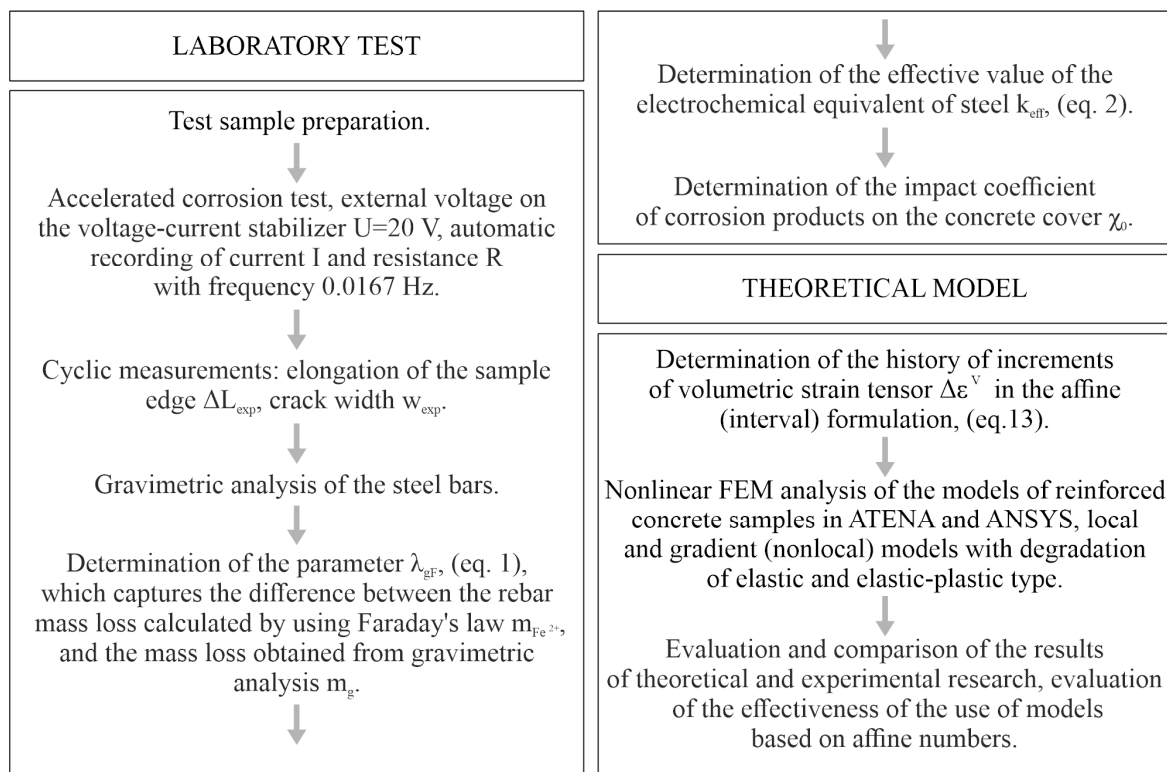 LABORATORY TEST
Test sample preparation.
Accelerated corrosion test, external voltage on
the voltage-current stabilizer U=20 V, automatic
recording of current I and resistance R
with frequency 0.0167 Hz.
Cyclic measurements: elongation of the sample
edge ΔL_exp, crack width w_exp.
Gravimetric analysis of the steel bars.
Determination of the parameter λ_gF, (eq. 1),
which captures the difference between the rebar
mass loss calculated by using Faraday's law m_Fe²⁺,
and the mass loss obtained from gravimetric
analysis m_g.
Determination of the effective value of the
electrochemical equivalent of steel k_eff, (eq. 2).
Determination of the impact coefficient
of corrosion products on the concrete cover χ₀.
THEORETICAL MODEL
Determination of the history of increments
of volumetric strain tensor Δε^V in the affine
(interval) formulation, (eq.13).
Nonlinear FEM analysis of the models of reinforced
concrete samples in ATENA and ANSYS, local
and gradient (nonlocal) models with degradation
of elastic and elastic-plastic type.
Evaluation and comparison of the results
of theoretical and experimental research, evaluation
of the effectiveness of the use of models
based on affine numbers.